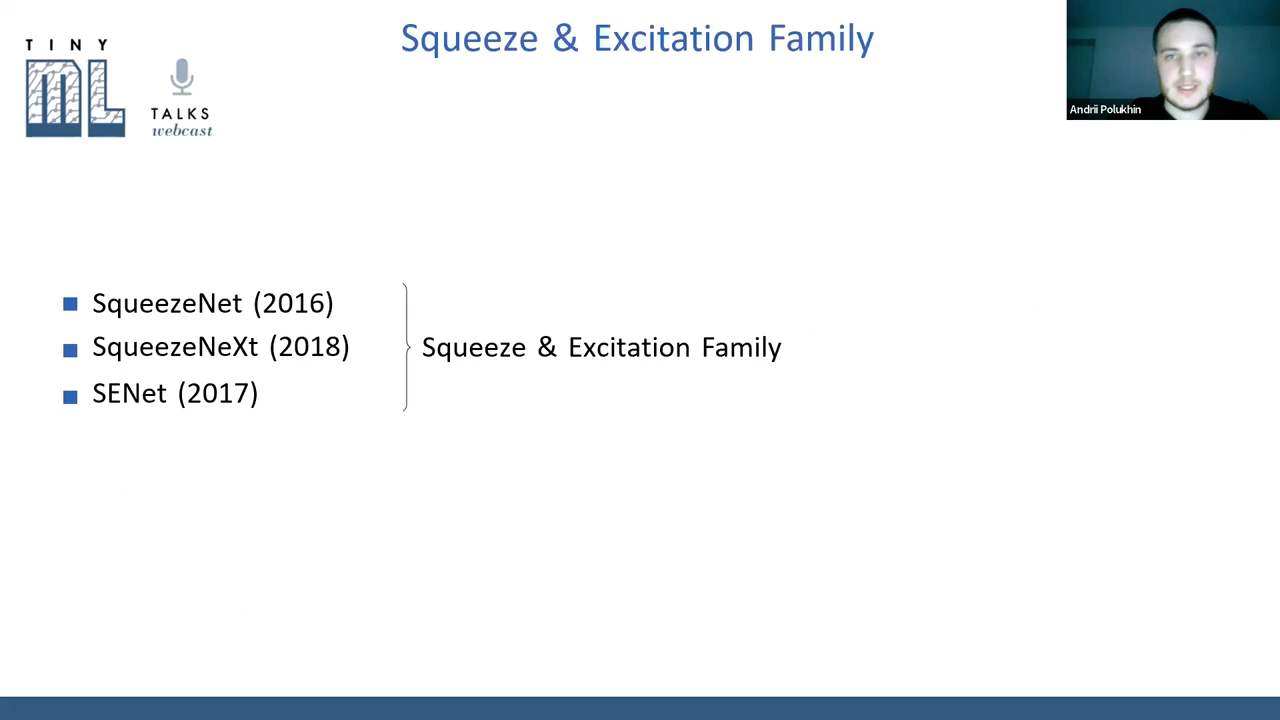 Squeeze & Excitation Family
TINY
ML
TALKS
webcast
Andrii Polukhin
SqueezeNet (2016)
SqueezeNeXt (2018)
SENet (2017)
Squeeze & Excitation Family